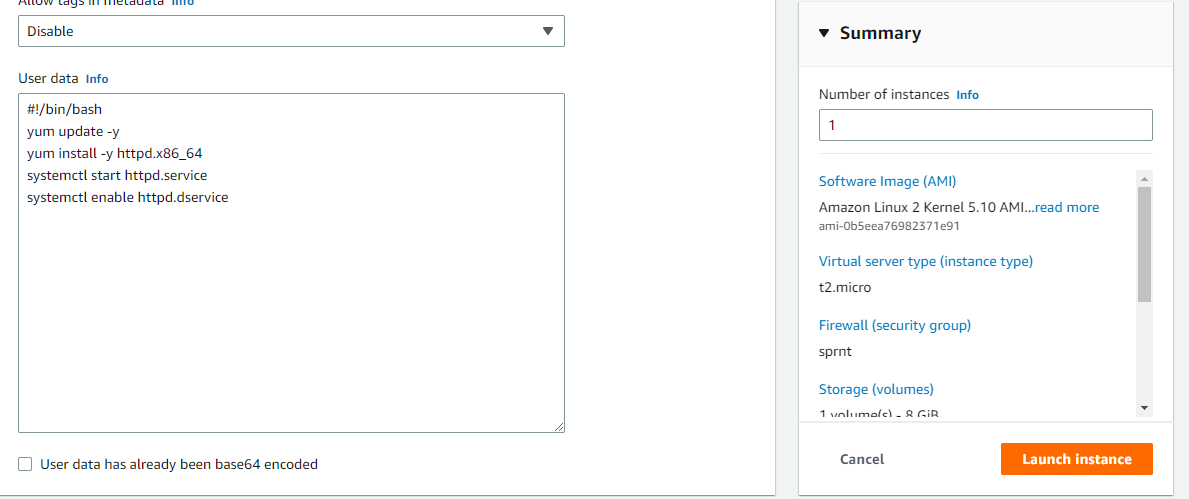 Allow tags in metadata Info
Disable
User data Info
#!/bin/bash
yum update -y
yum install -y httpd.x86_64
systemctl start httpd.service
systemctl enable httpd.dservice
User data has already been base64 encoded
Summary
Number of instances Info
1
Software Image (AMI)
Amazon Linux 2 Kernel 5.10 AMI...read more
ami-0b5eea76982371e91
Virtual server type (instance type)
t2.micro
Firewall (security group)
sprnt
Storage (volumes)
1 volume(s) - 8 GiB
Cancel
Launch instance